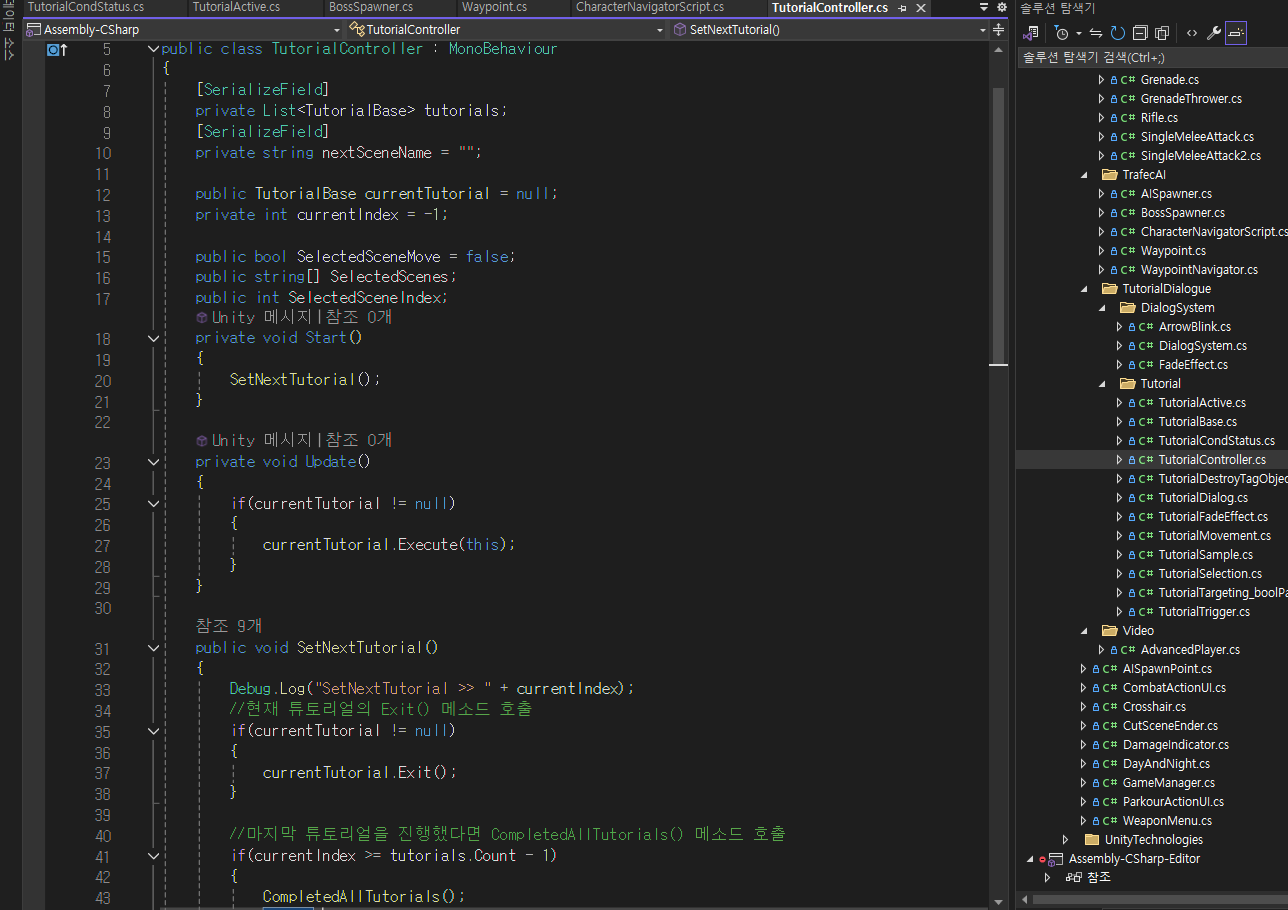 TutorialCondStatus.cs TutorialActive.cs BossSpawner.cs Waypoint.cs CharacterNavigatorScript.cs TutorialController.cs
Assembly-CSharp TutorialController SetNextTutorial()
5 public class TutorialController : MonoBehaviour
6 {
7 [SerializeField]
8 private List<TutorialBase> tutorials;
9 [SerializeField]
10 private string nextSceneName = "";
11
12 public TutorialBase currentTutorial = null;
13 private int currentIndex = -1;
14
15 public bool SelectedSceneMove = false;
16 public string[] SelectedScenes;
17 public int SelectedSceneIndex;
Unity 메시지|참조 0개
18 private void Start()
19 {
20 SetNextTutorial();
21 }
22
Unity 메시지|참조 0개
23 private void Update()
24 {
25 if(currentTutorial != null)
26 {
27 currentTutorial.Execute(this);
28 }
29 }
30
참조 9개
31 public void SetNextTutorial()
32 {
33 Debug.Log("SetNextTutorial >> " + currentIndex);
34 //현재 튜토리얼의 Exit() 메소드 호출
35 if(currentTutorial != null)
36 {
37 currentTutorial.Exit();
38 }
39
40 //마지막 튜토리얼을 진행했다면 CompletedAllTutorials() 메소드 호출
41 if(currentIndex >= tutorials.Count - 1)
42 {
43 CompletedAllTutorials();
솔루션 탐색기
솔루션 탐색기 검색(Ctrl+;)
C# Grenade.cs
C# GrenadeThrower.cs
C# Rifle.cs
C# SingleMeleeAttack.cs
C# SingleMeleeAttack2.cs
TrafecAI
C# AISpawner.cs
C# BossSpawner.cs
C# CharacterNavigatorScript.cs
C# Waypoint.cs
C# WaypointNavigator.cs
TutorialDialogue
DialogSystem
C# ArrowBlink.cs
C# DialogSystem.cs
C# FadeEffect.cs
Tutorial
C# TutorialActive.cs
C# TutorialBase.cs
C# TutorialCondStatus.cs
C# TutorialController.cs
C# TutorialDestroyTagObjec
C# TutorialDialog.cs
C# TutorialFadeEffect.cs
C# TutorialMovement.cs
C# TutorialSample.cs
C# TutorialSelection.cs
C# TutorialTargeting_boolPa
C# TutorialTrigger.cs
Video
C# AdvancedPlayer.cs
C# AISpawnPoint.cs
C# CombatActionUI.cs
C# Crosshair.cs
C# CutSceneEnder.cs
C# DamageIndicator.cs
C# DayAndNight.cs
C# GameManager.cs
C# ParkourActionUI.cs
C# WeaponMenu.cs
UnityTechnologies
Assembly-CSharp-Editor
참조